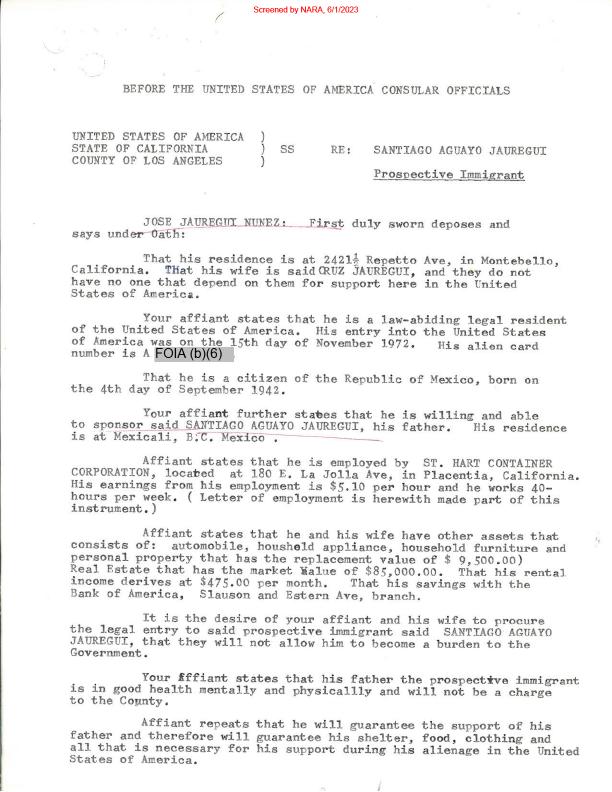 Screened by NARA, 6/1/2023
BEFORE THE UNITED STATES OF AMERICA CONSULAR OFFICIALS
UNITED STATES OF AMERICA )
STATE OF CALIFORNIA ) SS RE: SANTIAGO AGUAYO JAUREGUI
COUNTY OF LOS ANGELES )
Prospective Immigrant
JOSE JAUREGUI NUNEZ: First duly sworn deposes and
says under Oath:
That his residence is at 2421½ Repetto Ave, in Montebello,
California. THat his wife is said CRUZ JAUREGUI, and they do not
have no one that depend on them for support here in the United
States of America.
Your affiant states that he is a law-abiding legal resident
of the United States of America. His entry into the United States
of America was on the 15th day of November 1972. His alien card
number is A FOIA (b)(6)
That he is a citizen of the Republic of Mexico, born on
the 4th day of September 1942.
Your affiant further states that he is willing and able
to sponsor said SANTIAGO AGUAYO JAUREGUI, his father. His residence
is at Mexicali, B.C. Mexico .
Affiant states that he is employed by ST. HART CONTAINER
CORPORATION, located at 180 E. La Jolla Ave, in Placentia, California.
His earnings from his employment is $5.10 per hour and he works 40-
hours per week. ( Letter of employment is herewith made part of this
instrument.)
Affiant states that he and his wife have other assets that
consists of: automobile, houshold appliance, household furniture and
personal property that has the replacement value of $ 9,500.00)
Real Estate that has the market value of $85,000.00. That his rental
income derives at $475.00 per month. That his savings with the
Bank of America, Slauson and Estern Ave, branch.
It is the desire of your affiant and his wife to procure
the legal entry to said prospective immigrant said SANTIAGO AGUAYO
JAUREGUI, that they will not allow him to become a burden to the
Government.
Your Affiant states that his father the prospective immigrant
is in good health mentally and physicallly and will not be a charge
to the County.
Affiant repeats that he will guarantee the support of his
father and therefore will guarantee his shelter, food, clothing and
all that is necessary for his support during his alienage in the United
States of America.